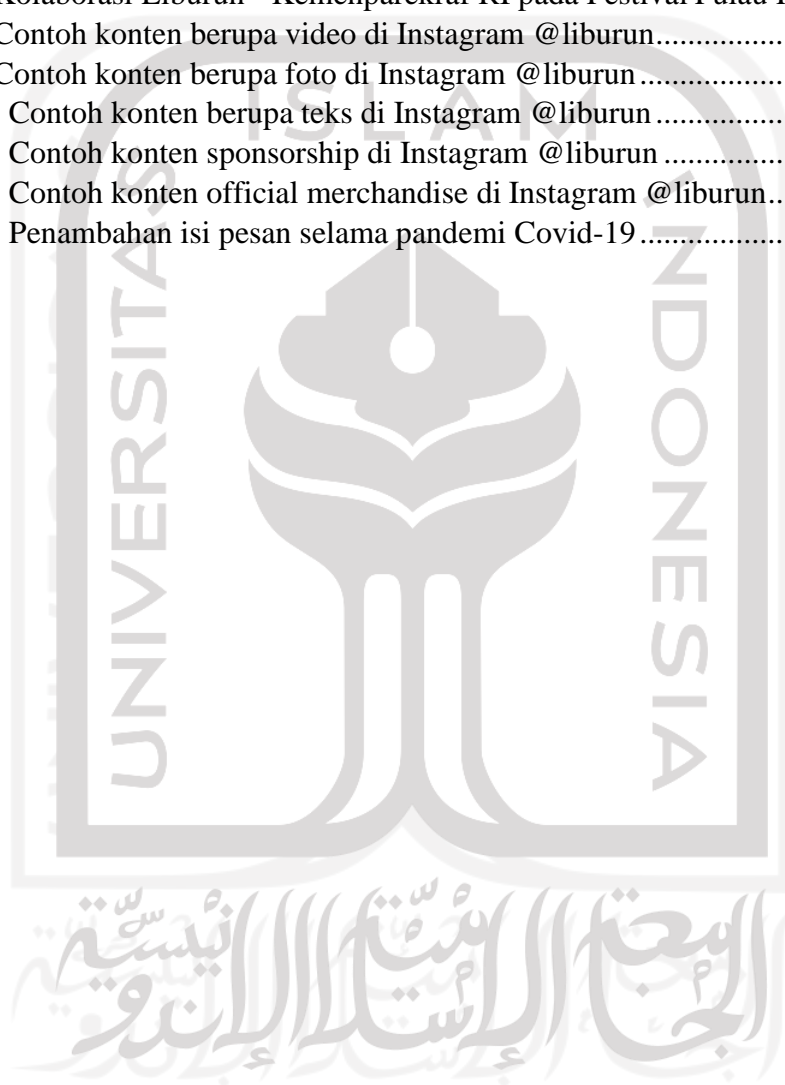 Kolaborasi Liburun - Kemenparekraf RI pada Festival Pulau
Contoh konten berupa video di Instagram @liburun................
Contoh konten berupa foto di Instagram @liburun..................
Contoh konten berupa teks di Instagram @liburun................
Contoh konten sponsorship di Instagram @liburun ...............
Contoh konten official merchandise di Instagram @liburun..
Penambahan isi pesan selama pandemi Covid-19..................
UNIVERSITAS
ISLAM
INDONESIA